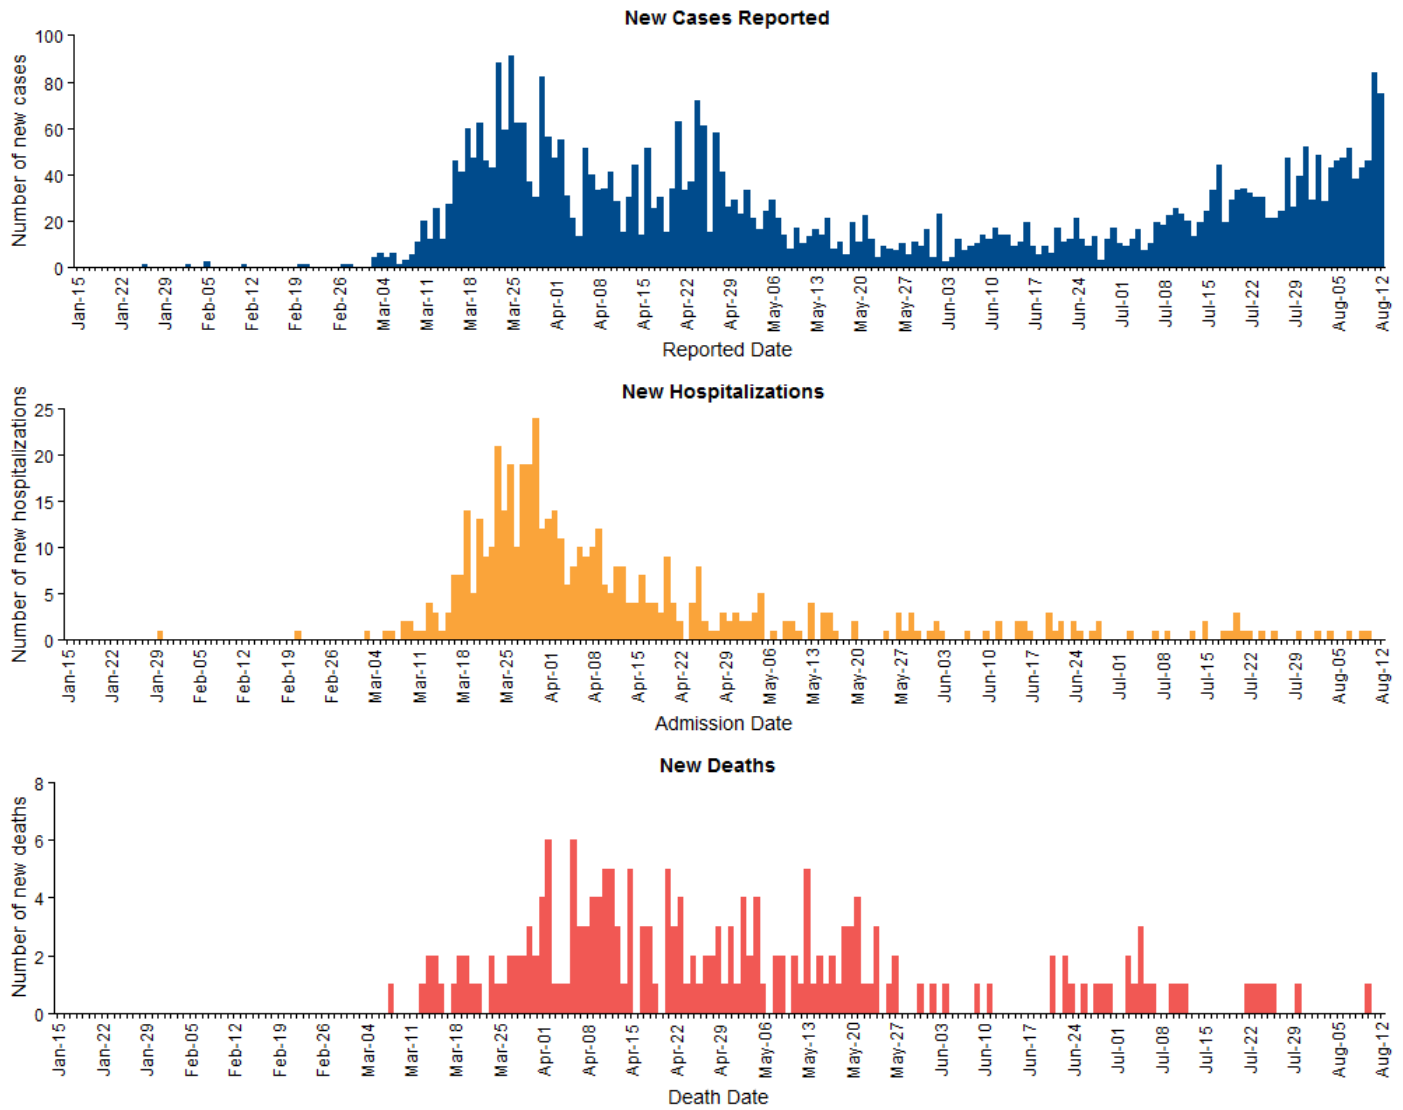 New Cases Reported
Number of new cases
100
80
60
40
20
0
Jan-15 Jan-22 Jan-29 Feb-05 Feb-12 Feb-19 Feb-26 Mar-04 Mar-11 Mar-18 Mar-25 Apr-01 Apr-08 Apr-15 Apr-22 Apr-29 May-06 May-13 May-20 May-27 Jun-03 Jun-10 Jun-17 Jun-24 Jul-01 Jul-08 Jul-15 Jul-22 Jul-29 Aug-05 Aug-12
Reported Date
New Hospitalizations
Number of new hospitalizations
25
20
15
10
5
0
Jan-15 Jan-22 Jan-29 Feb-05 Feb-12 Feb-19 Feb-26 Mar-04 Mar-11 Mar-18 Mar-25 Apr-01 Apr-08 Apr-15 Apr-22 Apr-29 May-06 May-13 May-20 May-27 Jun-03 Jun-10 Jun-17 Jun-24 Jul-01 Jul-08 Jul-15 Jul-22 Jul-29 Aug-05 Aug-12
Admission Date
New Deaths
Number of new deaths
8
6
4
2
0
Jan-15 Jan-22 Jan-29 Feb-05 Feb-12 Feb-19 Feb-26 Mar-04 Mar-11 Mar-18 Mar-25 Apr-01 Apr-08 Apr-15 Apr-22 Apr-29 May-06 May-13 May-20 May-27 Jun-03 Jun-10 Jun-17 Jun-24 Jul-01 Jul-08 Jul-15 Jul-22 Jul-29 Aug-05 Aug-12
Death Date